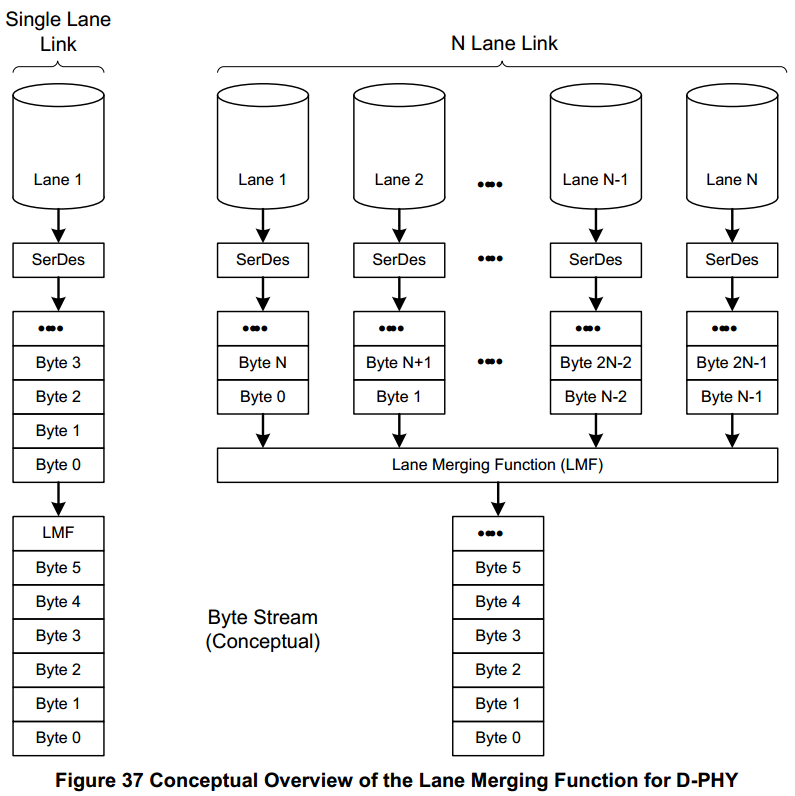 Single Lane
Link
N Lane Link
Lane 1
Lane 1
Lane 2
••••
Lane N-1
Lane N
SerDes
SerDes
SerDes
••••
SerDes
SerDes
••••
••••
••••
••••
••••
Byte 3
Byte N
Byte N+1
••••
Byte 2N-2
Byte 2N-1
Byte 2
Byte 0
Byte 1
Byte N-2
Byte N-1
Byte 1
Byte 0
Lane Merging Function (LMF)
LMF
••••
Byte 5
Byte 5
Byte 4
Byte 4
Byte Stream
(Conceptual)
Byte 3
Byte 3
Byte 2
Byte 2
Byte 1
Byte 1
Byte 0
Byte 0
Figure 37 Conceptual Overview of the Lane Merging Function for D-PHY